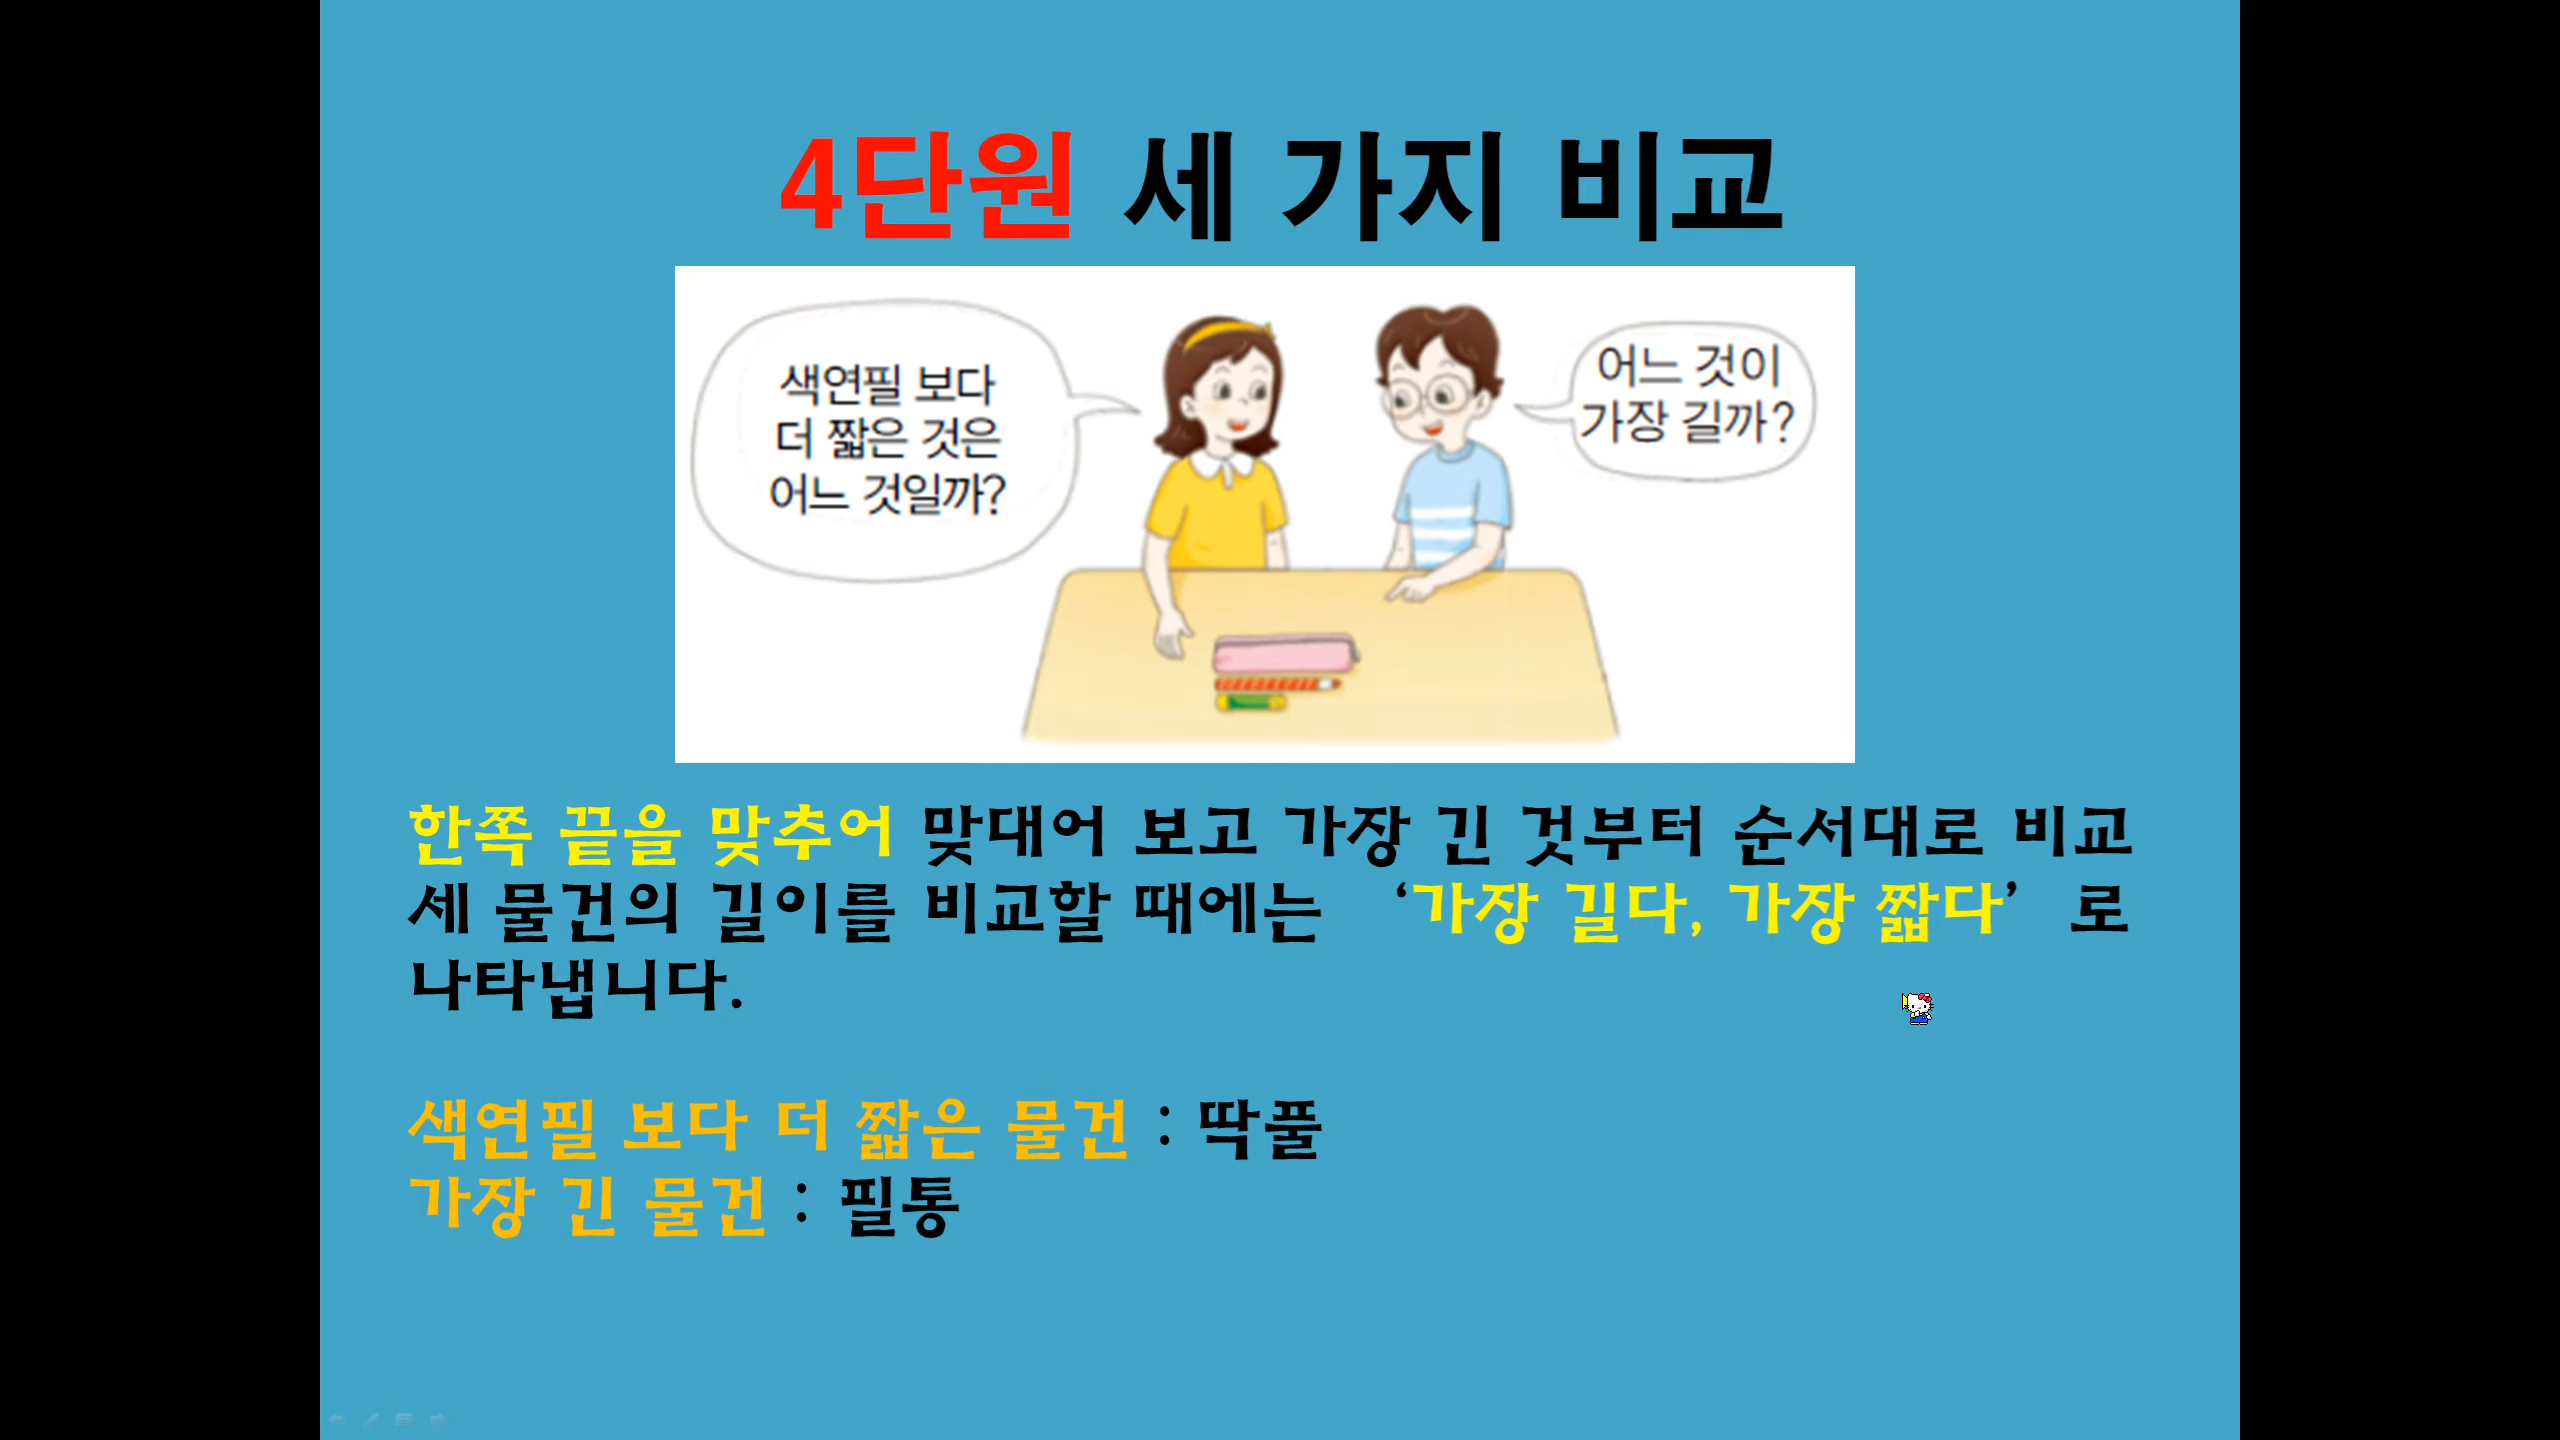 4단원 세 가지 비교
색연필 보다
더 짧은 것은
어느 것일까?
어느 것이
가장 길까?
한쪽 끝을 맞추어 맞대어 보고 가장 긴 것부터 순서대로 비교
세 물건의 길이를 비교할 때에는 ‘가장 길다, 가장 짧다’ 로
나타냅니다.
색연필 보다 더 짧은 물건 : 딱풀
가장 긴 물건 : 필통